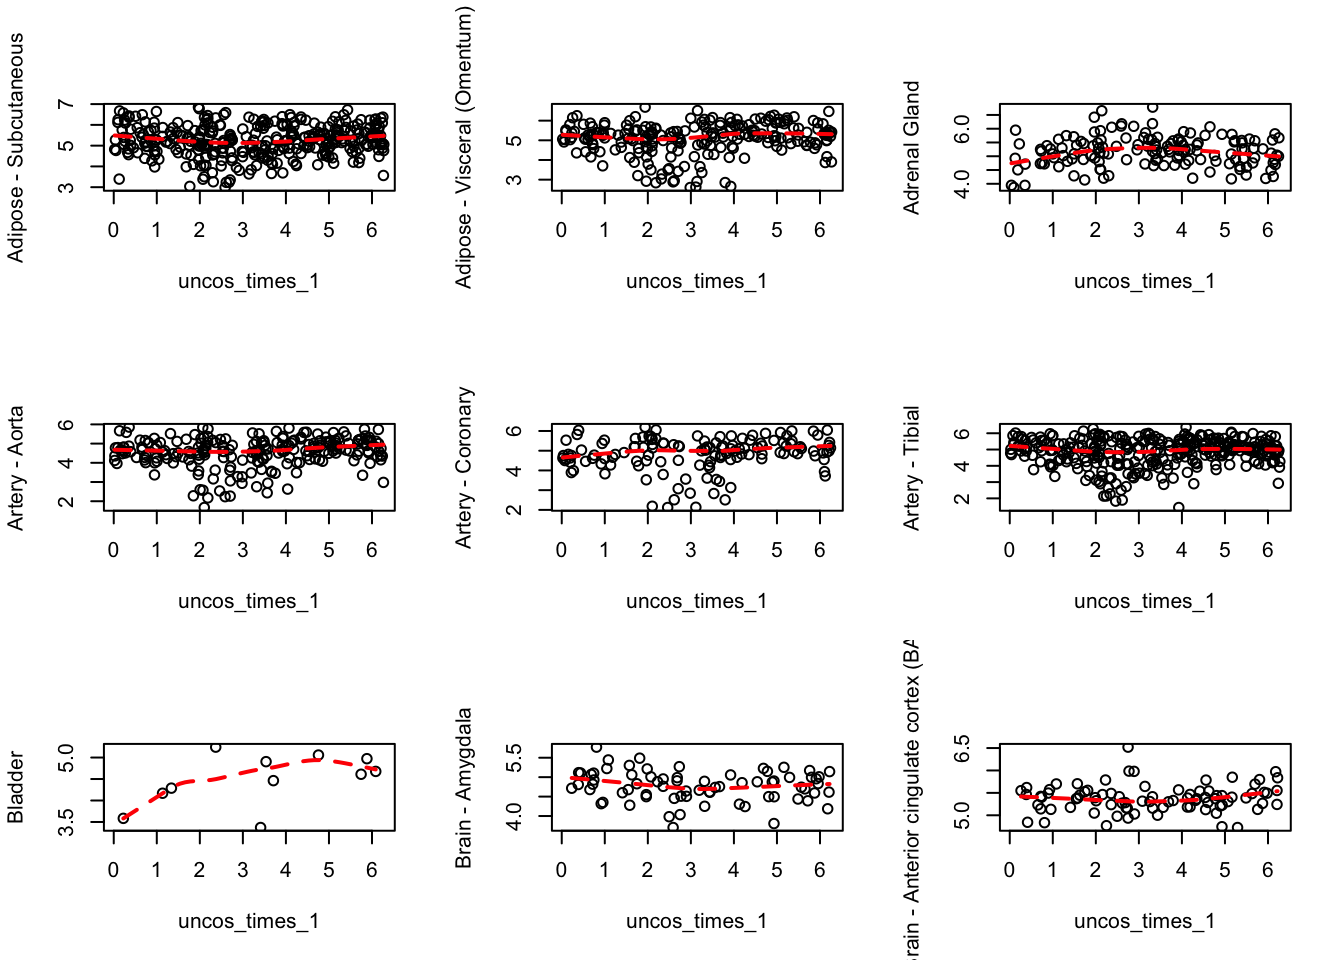 Adipose - Subcutaneous
3 5 7
0 1 2 3 4 5 6
uncos_times_1
Adipose - Visceral (Omentum)
3 5
0 1 2 3 4 5 6
uncos_times_1
Adrenal Gland
4.0 6.0
0 1 2 3 4 5 6
uncos_times_1
Artery - Aorta
2 4 6
0 1 2 3 4 5 6
uncos_times_1
Artery - Coronary
2 4 6
0 1 2 3 4 5 6
uncos_times_1
Artery - Tibial
2 4 6
0 1 2 3 4 5 6
uncos_times_1
Bladder
3.5 5.0
0 1 2 3 4 5 6
uncos_times_1
Brain - Amygdala
4.0 5.5
0 1 2 3 4 5 6
uncos_times_1
rain - Anterior cingulate cortex (BA
5.0 6.5
0 1 2 3 4 5 6
uncos_times_1